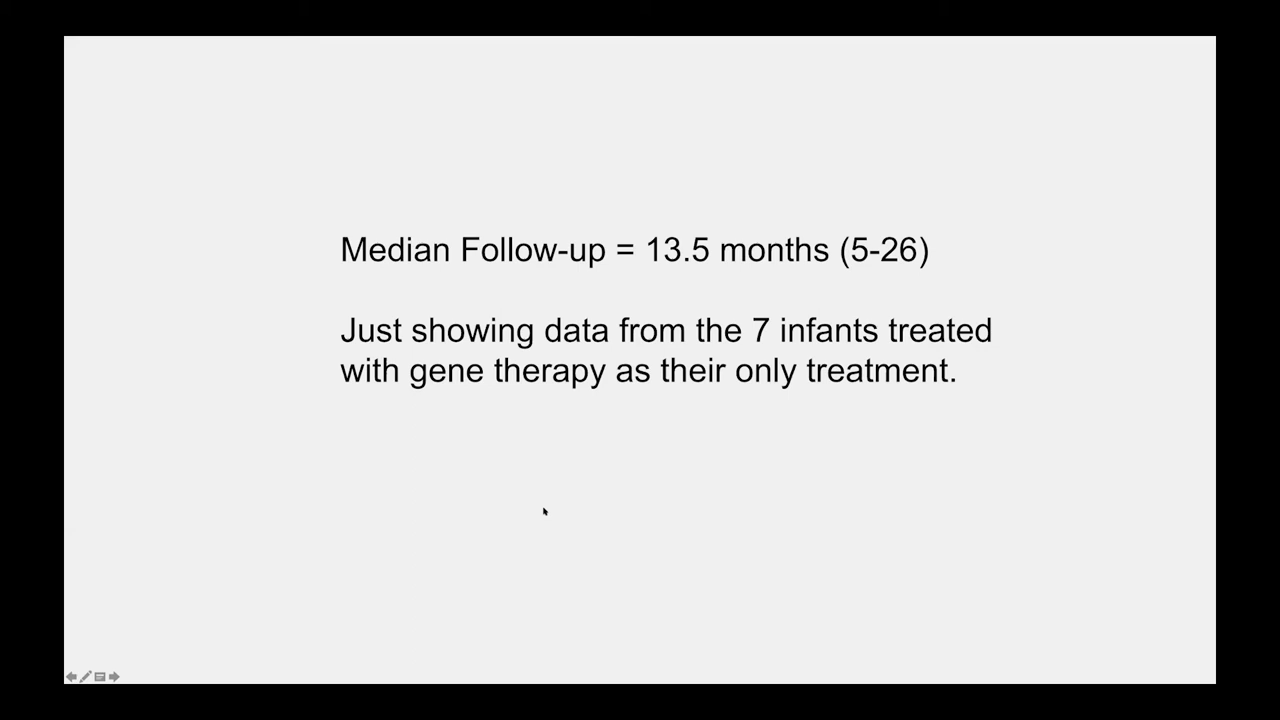 Median Follow-up = 13.5 months (5-26)
Just showing data from the 7 infants treated
with gene therapy as their only treatment.